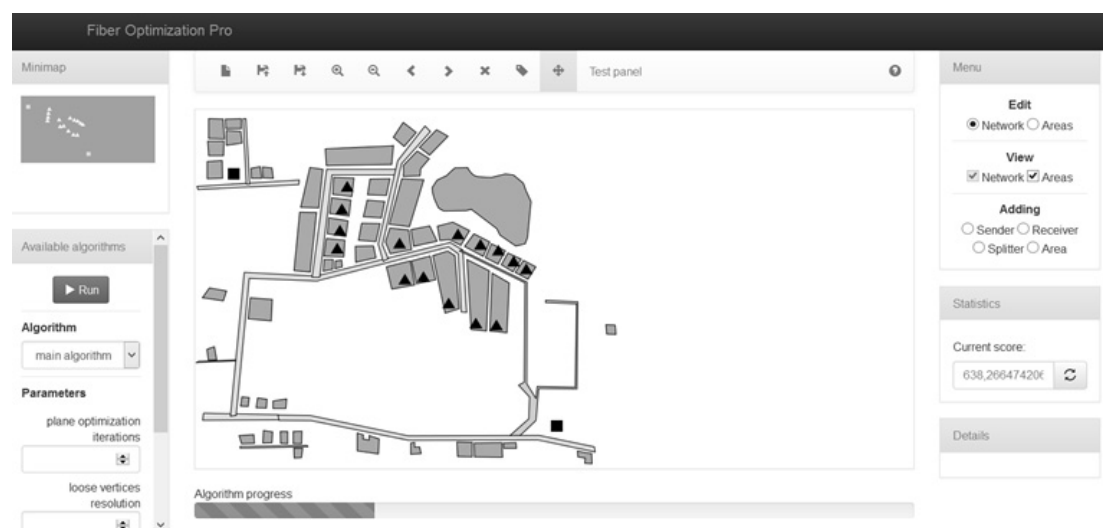 Fiber Optimization Pro
Minimap
Available algorithms
Run
Algorithm
main algorithm
Parameters
plane optimization
iterations
loose vertices
resolution
Test panel
Algorithm progress
Menu
Edit
Network Areas
View
Network Areas
Adding
Sender Receiver
Splitter Area
Statistics
Current score:
638,26647420
Details